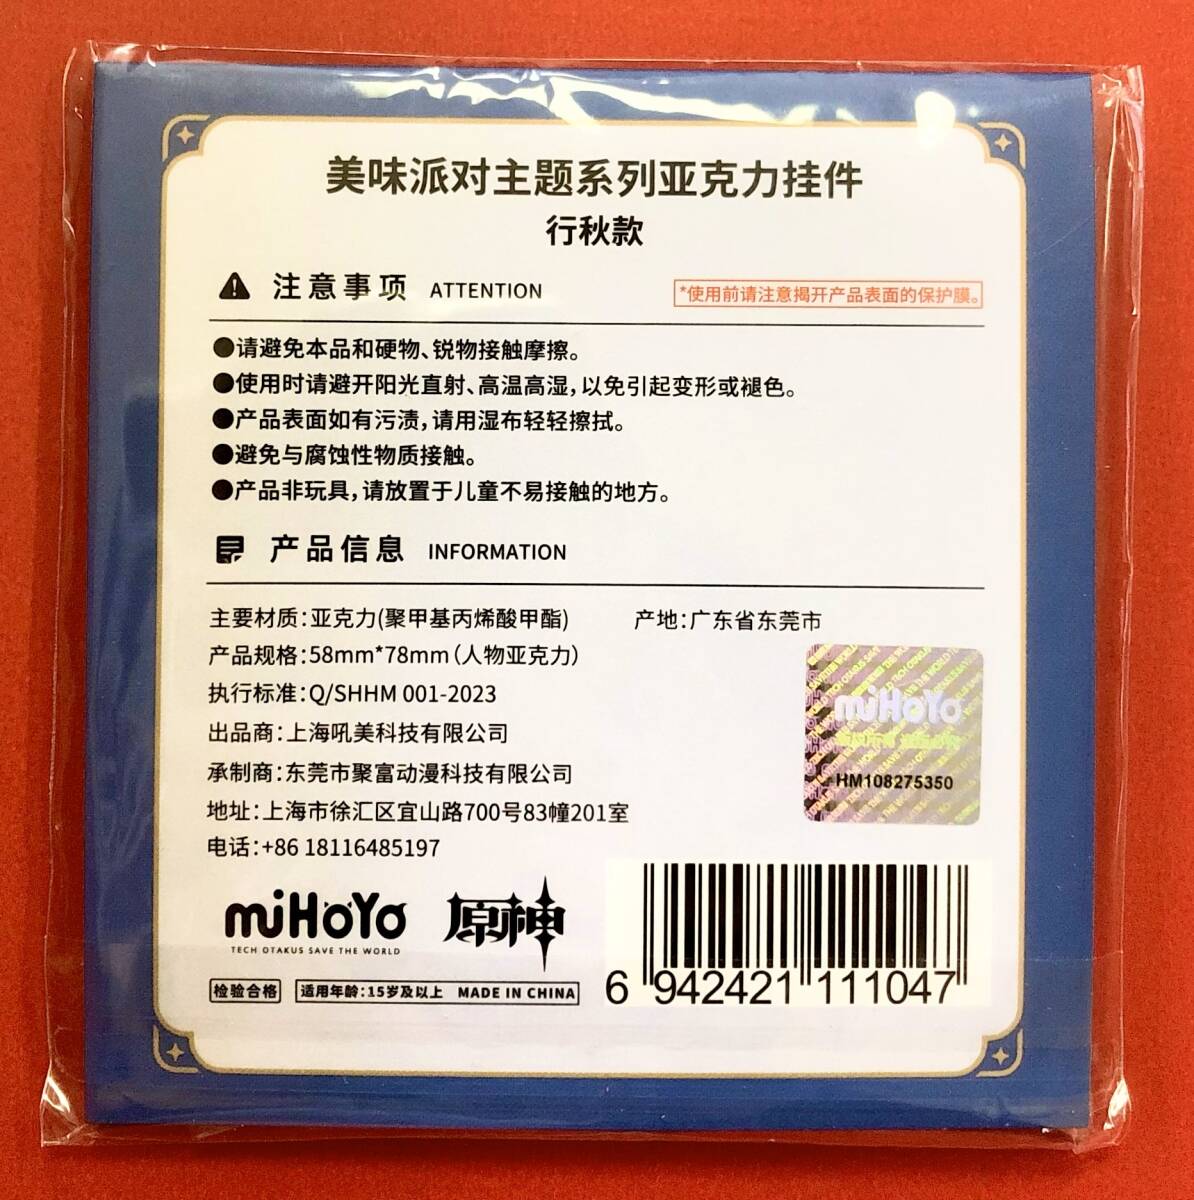 美味派对主题系列亚克力挂件
行秋款
注意事项 ATTENTION
*使用前请注意揭开产品表面的保护膜。
●请避免本品和硬物、锐物接触摩擦。
●使用时请避开阳光直射、高温高湿，以免引起变形或褪色。
●产品表面如有污渍，请用湿布轻轻擦拭。
●避免与腐蚀性物质接触。
●产品非玩具，请放置于儿童不易接触的地方。
产品信息 INFORMATION
主要材质：亚克力(聚甲基丙烯酸甲酯)
产地：广东省东莞市
产品规格：58mm*78mm（人物亚克力）
执行标准：Q/SHHM 001-2023
出品商：上海吼美科技有限公司
承制商：东莞市聚富动漫科技有限公司
地址：上海市徐汇区宜山路700号83幢201室
电话：+86 18116485197
miHoYo
HM108275350
miHoYo
TECH OTAKUS SAVE THE WORLD
原神
检验合格
适用年龄：15岁及以上 MADE IN CHINA
6 942421 111047